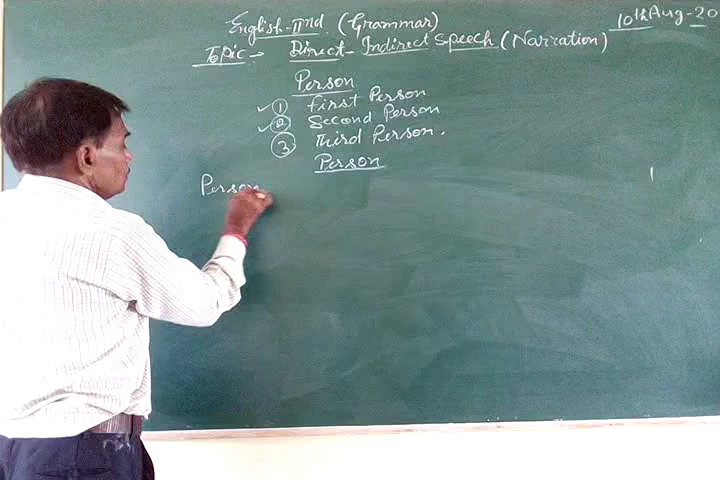 English-IInd (Grammar)
10th Aug-20
Topic → Direct-Indirect Speech (Narration)
Person
① First Person
② Second Person
③ Third Person.
Person
Person